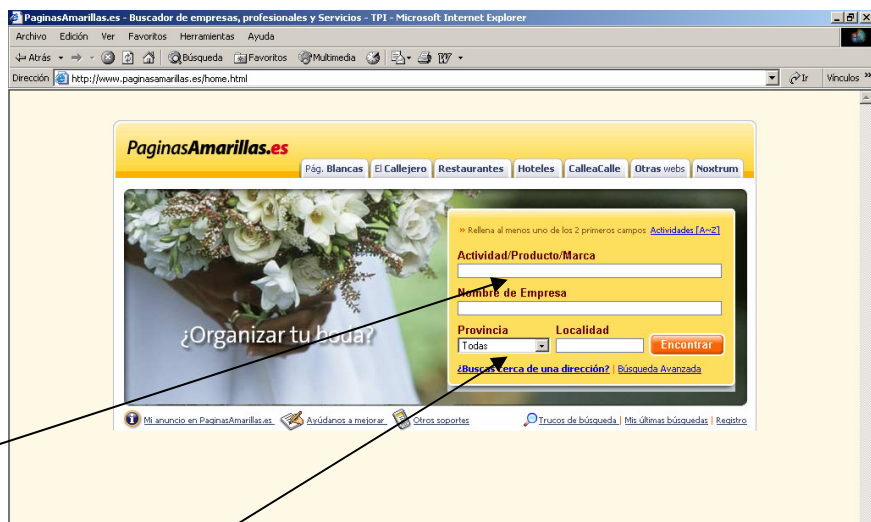 PaginasAmarillas.es - Buscador de empresas, profesionales y Servicios - TPI - Microsoft Internet Explorer
Archivo Edición Ver Favoritos Herramientas Ayuda
Atrás Búsqueda Favoritos Multimedia
Dirección http://www.paginasamarillas.es/home.html Ir Vínculos »
PaginasAmarillas.es
Pág. Blancas El Callejero Restaurantes Hoteles CalleaCalle Otras webs Noxtrum
» Rellena al menos uno de los 2 primeros campos Actividades [A~Z]
Actividad/Producto/Marca
Nombre de Empresa
¿Organizar tu boda?
Provincia Localidad
Todas Encontrar
¿Buscas cerca de una dirección? | Búsqueda Avanzada
Mi anuncio en PaginasAmarillas.es Ayúdanos a mejorar Otros soportes Trucos de búsqueda | Mis últimas búsquedas | Registro